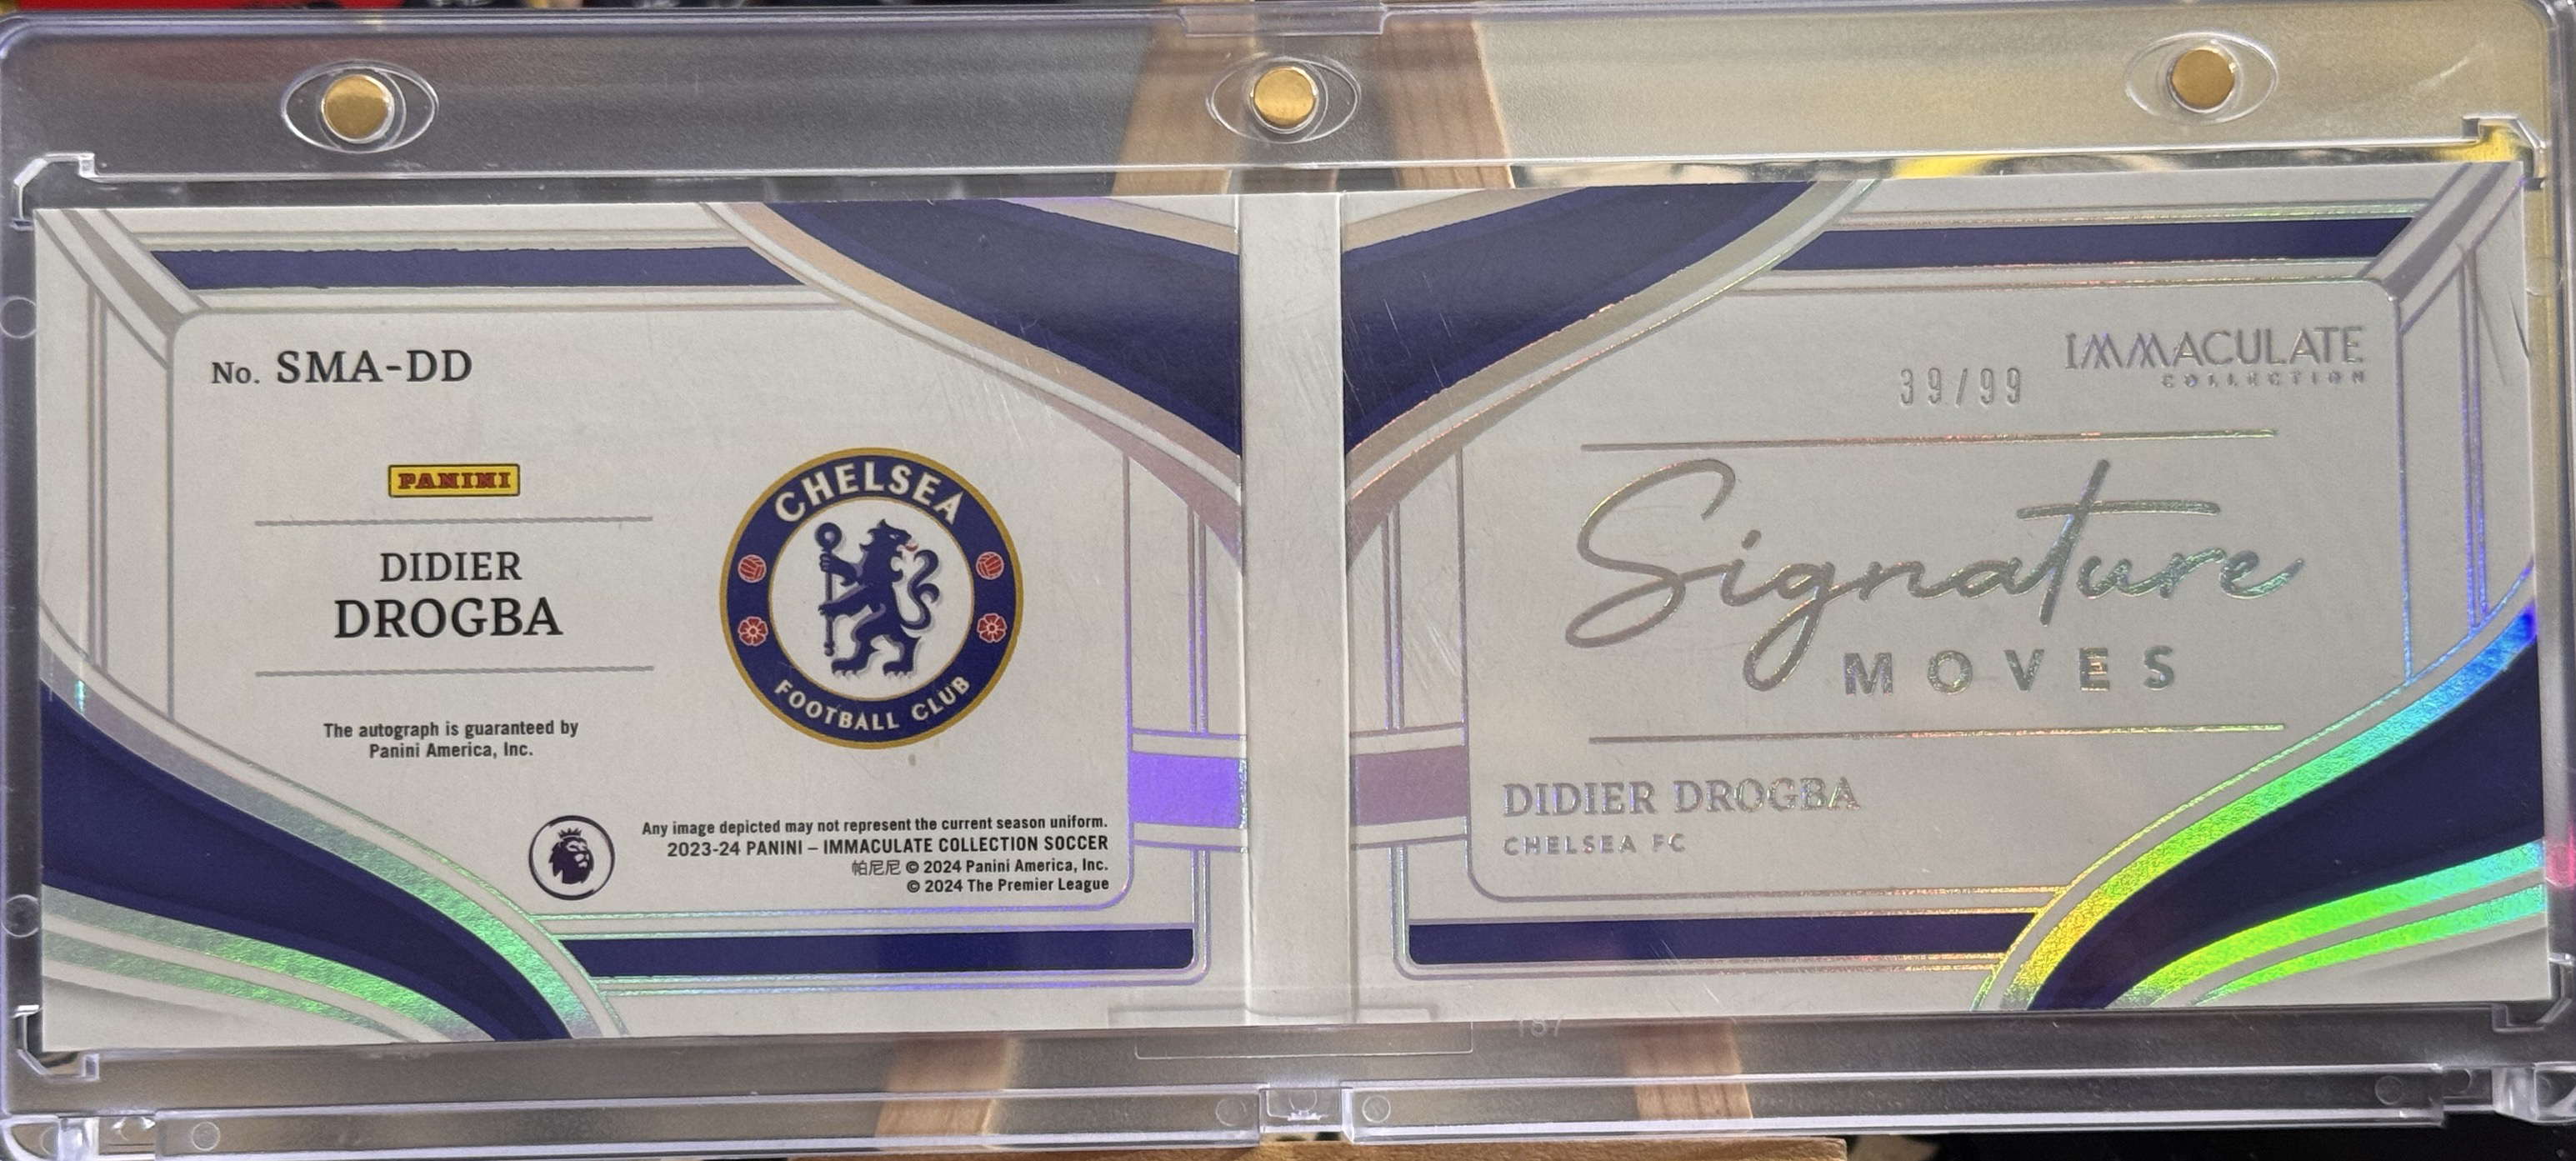 No. SMA-DD
PANINI
DIDIER
DROGBA
The autograph is guaranteed by
Panini America, Inc.
CHELSEA
FOOTBALL CLUB
Any image depicted may not represent the current season uniform.
2023-24 PANINI – IMMACULATE COLLECTION SOCCER
帕尼尼 © 2024 Panini America, Inc.
© 2024 The Premier League
IMMACULATE
COLLECTION
39/99
Signature
MOVES
DIDIER DROGBA
CHELSEA FC
187